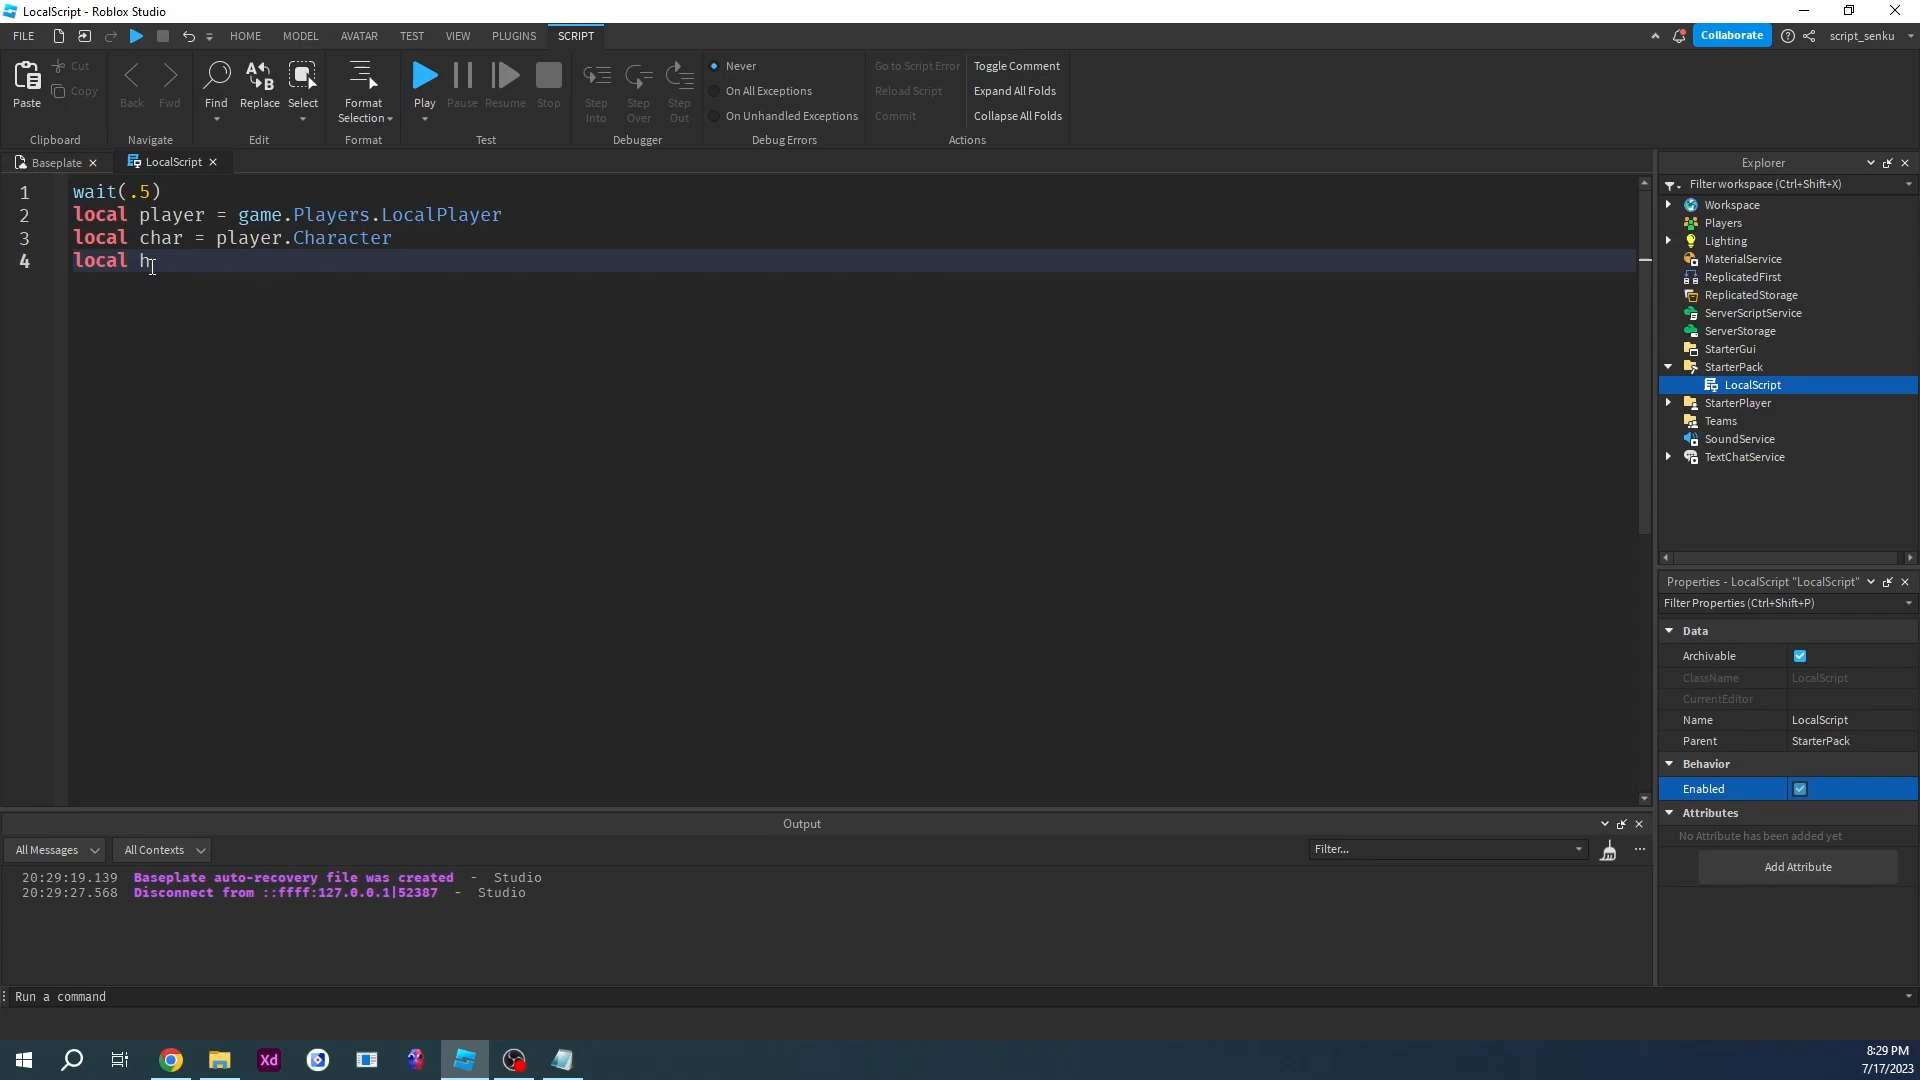 LocalScript - Roblox Studio
FILE HOME MODEL AVATAR TEST VIEW PLUGINS SCRIPT Collaborate script_senku
Paste Cut Copy Clipboard
Back Fwd Navigate
Find Replace Select Edit
Format Selection Format
Play Pause Resume Stop Test
Step Into Step Over Step Out Debugger
Never
On All Exceptions
On Unhandled Exceptions
Debug Errors
Go to Script Error Toggle Comment
Reload Script Expand All Folds
Commit Collapse All Folds
Actions
Baseplate LocalScript
1 wait(.5)
2 local player = game.Players.LocalPlayer
3 local char = player.Character
4 local h
Explorer
Filter workspace (Ctrl+Shift+X)
Workspace
Players
Lighting
MaterialService
ReplicatedFirst
ReplicatedStorage
ServerScriptService
ServerStorage
StarterGui
StarterPack
LocalScript
StarterPlayer
Teams
SoundService
TextChatService
Properties - LocalScript "LocalScript"
Filter Properties (Ctrl+Shift+P)
Data
Archivable
ClassName LocalScript
CurrentEditor
Name LocalScript
Parent StarterPack
Behavior
Enabled
Attributes
No Attribute has been added yet
Add Attribute
Output
All Messages All Contexts Filter...
20:29:19.139 Baseplate auto-recovery file was created - Studio
20:29:27.568 Disconnect from ::ffff:127.0.0.1|52387 - Studio
Run a command
Xd
8:29 PM
7/17/2023